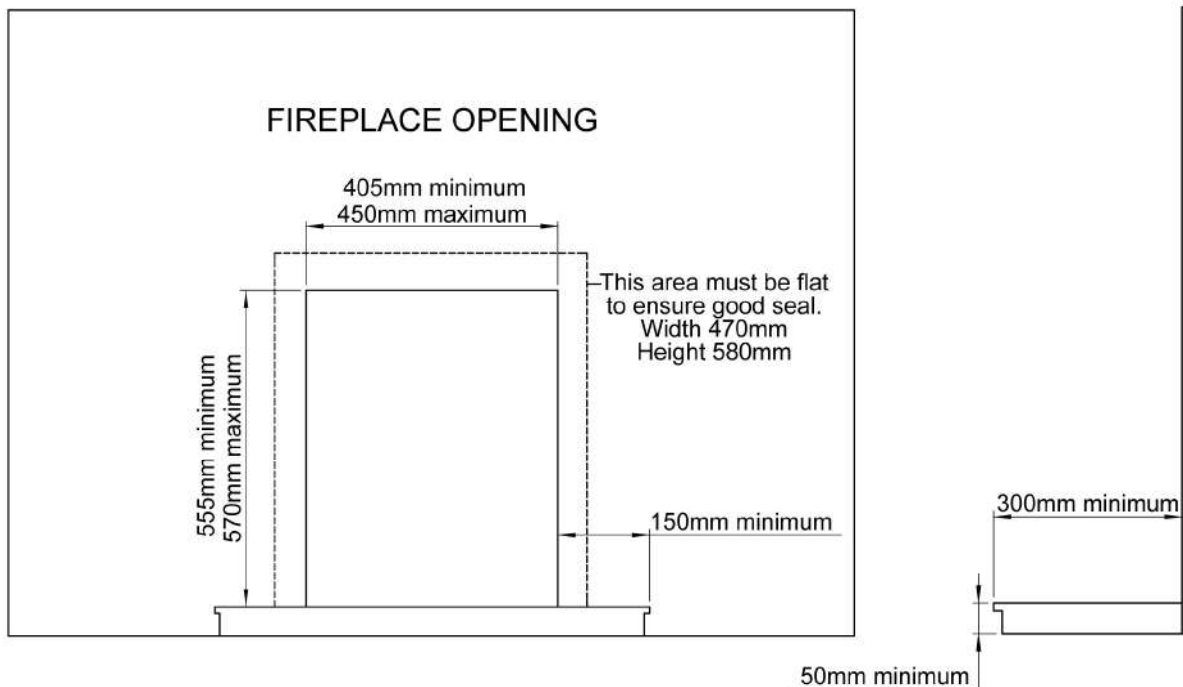 FIREPLACE OPENING
405mm minimum
450mm maximum
This area must be flat
to ensure good seal.
Width 470mm
Height 580mm
555mm minimum
570mm maximum
150mm minimum
300mm minimum
50mm minimum